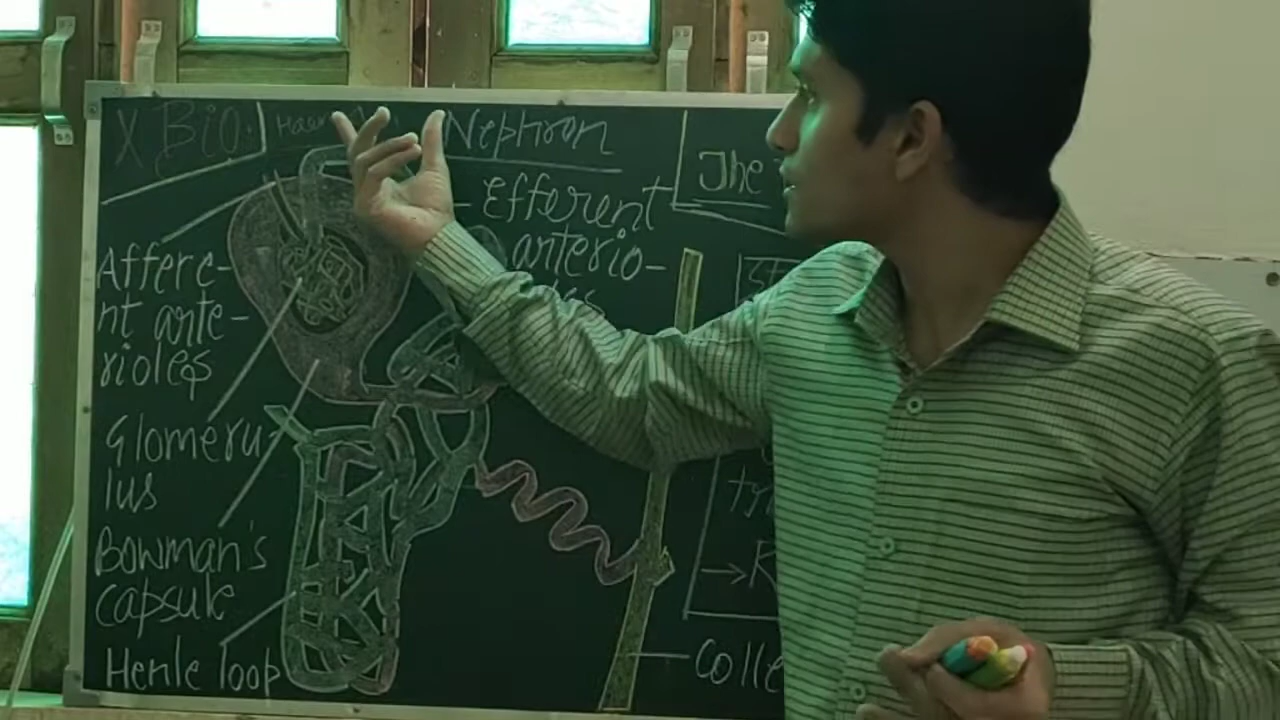 X Bio.
Nephron
The
Efferent
arterio-
Affere-
nt arte-
rioles
Glomeru-
lus
Bowman's
capsule
Henle loop
→R
Colle